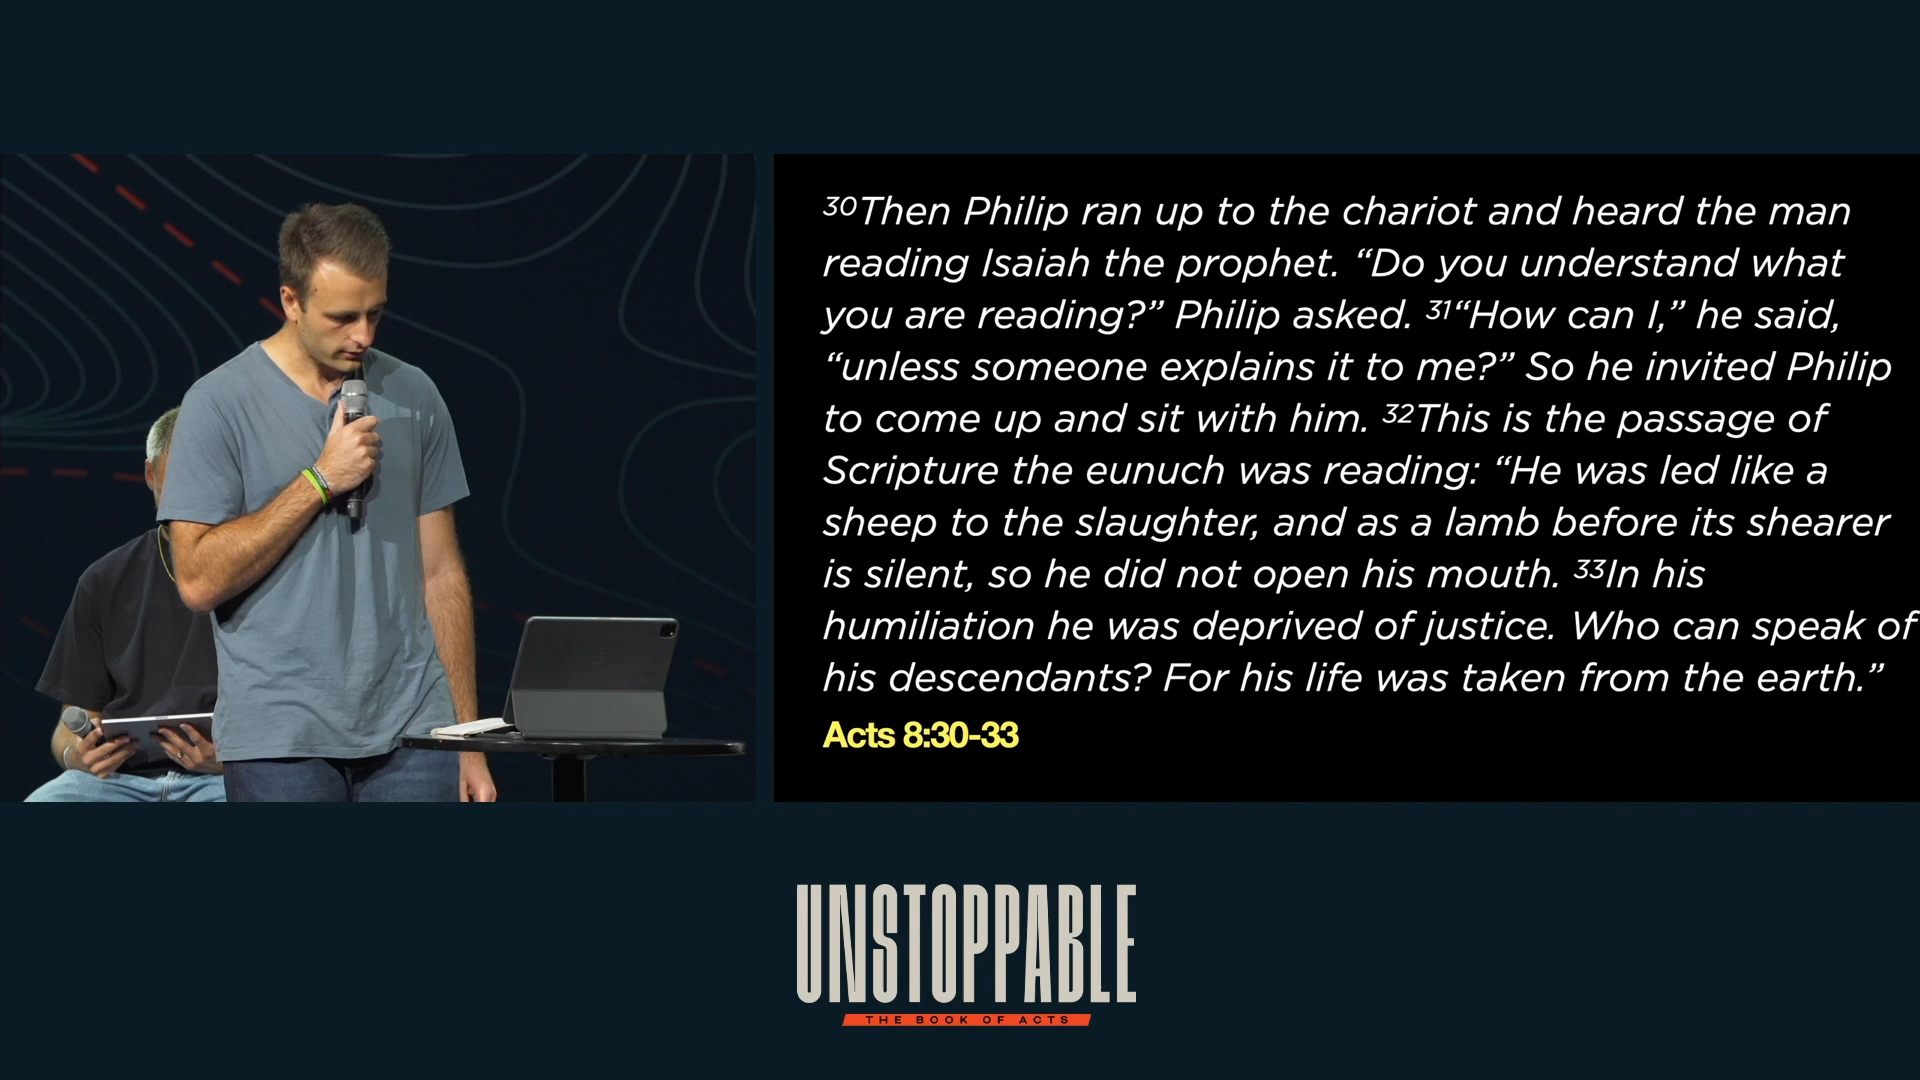 30Then Philip ran up to the chariot and heard the man
reading Isaiah the prophet. “Do you understand what
you are reading?” Philip asked. 31“How can I,” he said,
“unless someone explains it to me?” So he invited Philip
to come up and sit with him. 32This is the passage of
Scripture the eunuch was reading: “He was led like a
sheep to the slaughter, and as a lamb before its shearer
is silent, so he did not open his mouth. 33In his
humiliation he was deprived of justice. Who can speak of
his descendants? For his life was taken from the earth.”
Acts 8:30-33
UNSTOPPABLE
THE BOOK OF ACTS